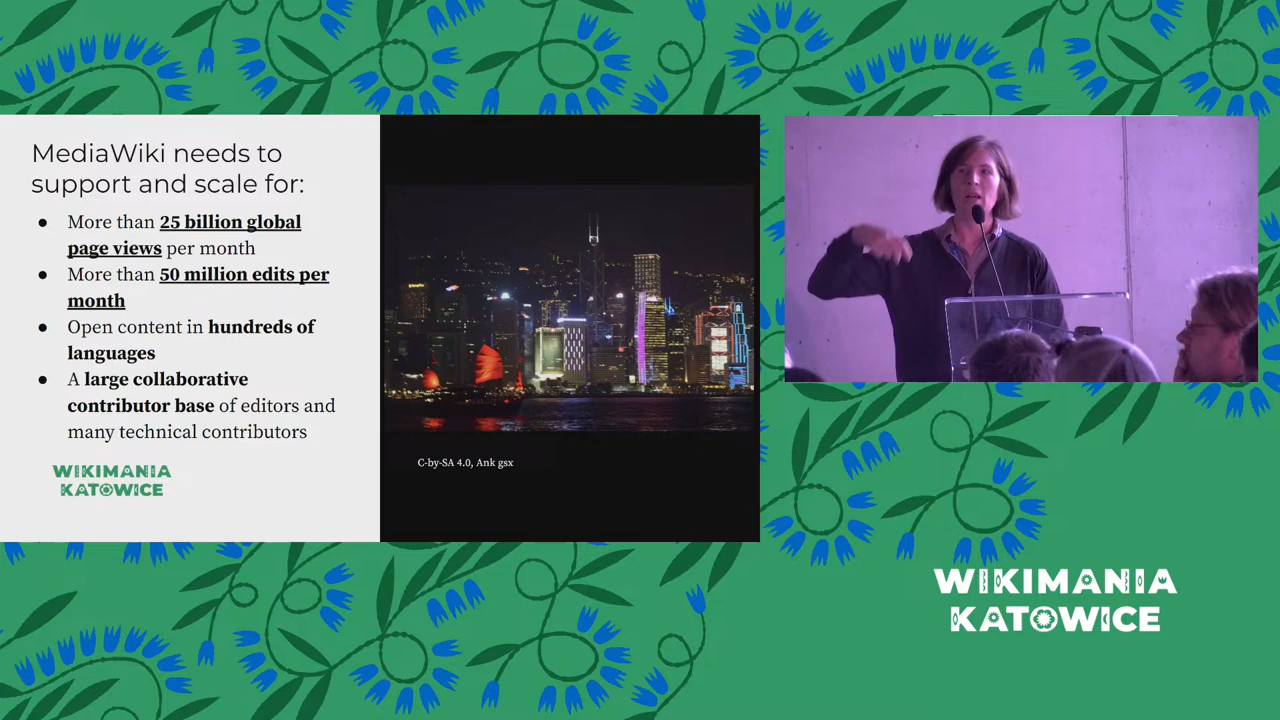 MediaWiki needs to
support and scale for:
● More than 25 billion global
page views per month
● More than 50 million edits per
month
● Open content in hundreds of
languages
● A large collaborative
contributor base of editors and
many technical contributors
WIKIMANIA
KATOWICE
C-by-SA 4.0, Ank gsx
WIKIMANIA
KATOWICE